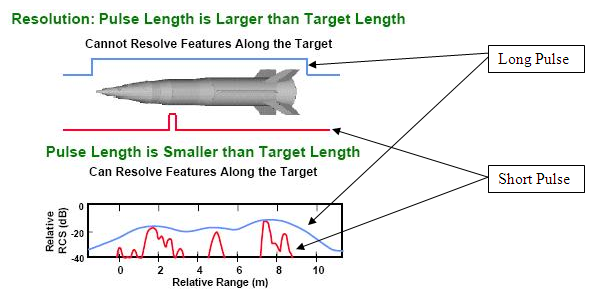 Resolution: Pulse Length is Larger than Target Length
Cannot Resolve Features Along the Target
Long Pulse
Pulse Length is Smaller than Target Length
Can Resolve Features Along the Target
Short Pulse
Relative
RCS (dB)
0
-20
-40
0 2 4 6 8 10
Relative Range (m)